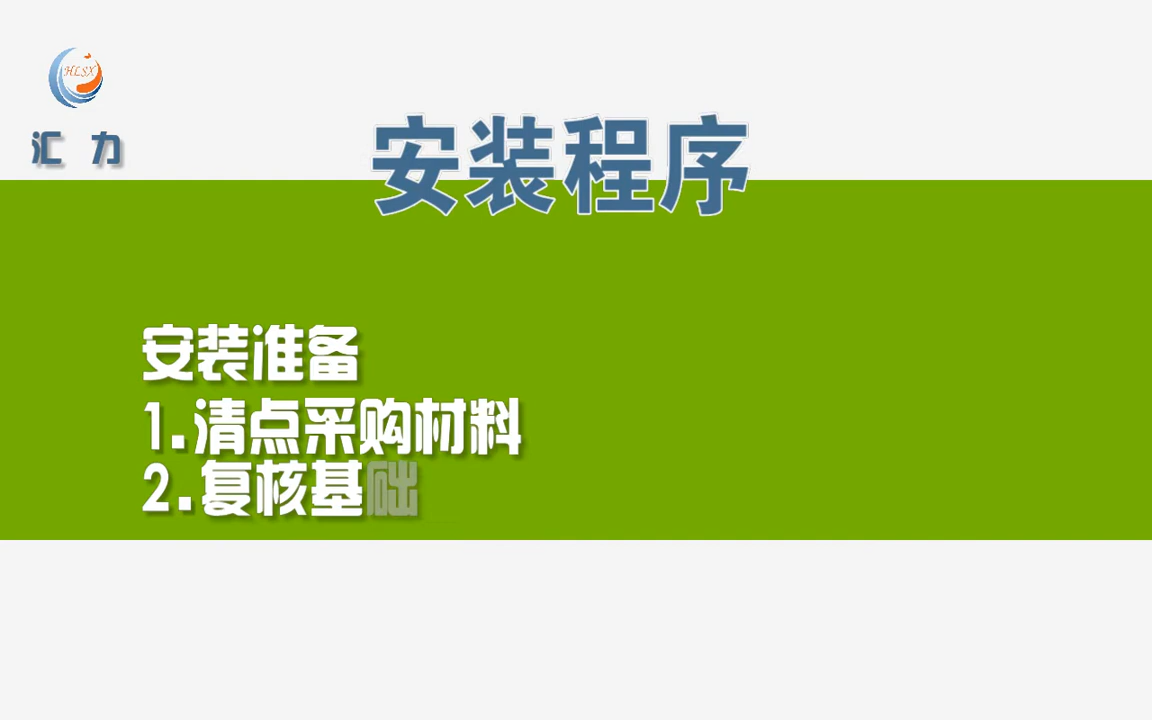 HLSX
汇 力
安装程序
安装准备
1.清点采购材料
2.复核基础